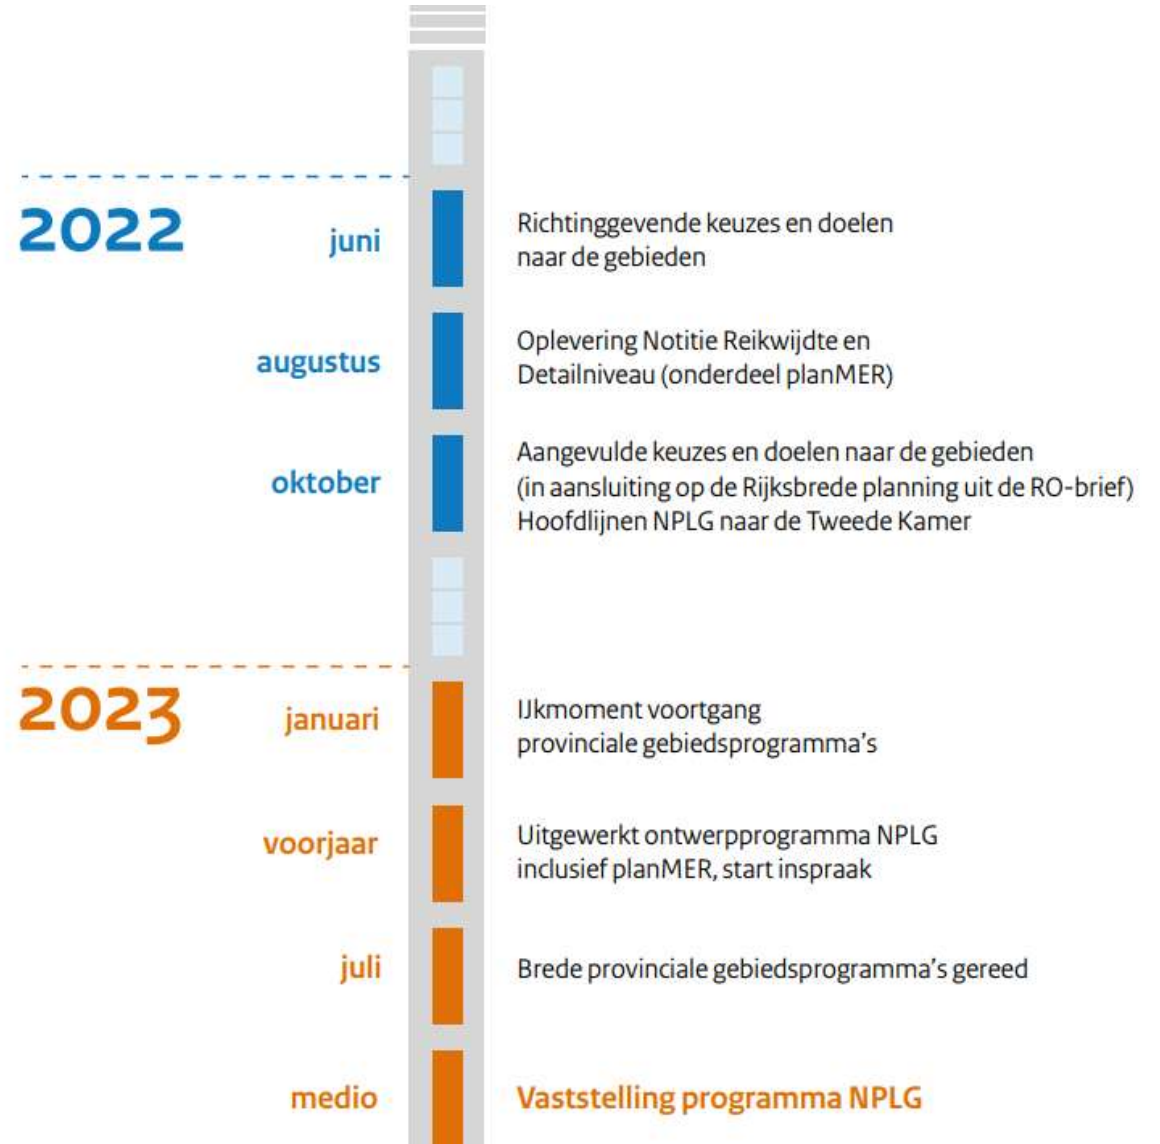 2022
juni
Richtinggevende keuzes en doelen
naar de gebieden
augustus
Oplevering Notitie Reikwijdte en
Detailniveau (onderdeel planMER)
oktober
Aangevulde keuzes en doelen naar de gebieden
(in aansluiting op de Rijksbrede planning uit de RO-brief)
Hoofdlijnen NPLG naar de Tweede Kamer
2023
januari
IJkmoment voortgang
provinciale gebiedsprogramma's
voorjaar
Uitgewerkt ontwerpprogramma NPLG
inclusief planMER, start inspraak
juli
Brede provinciale gebiedsprogramma's gereed
medio
Vaststelling programma NPLG